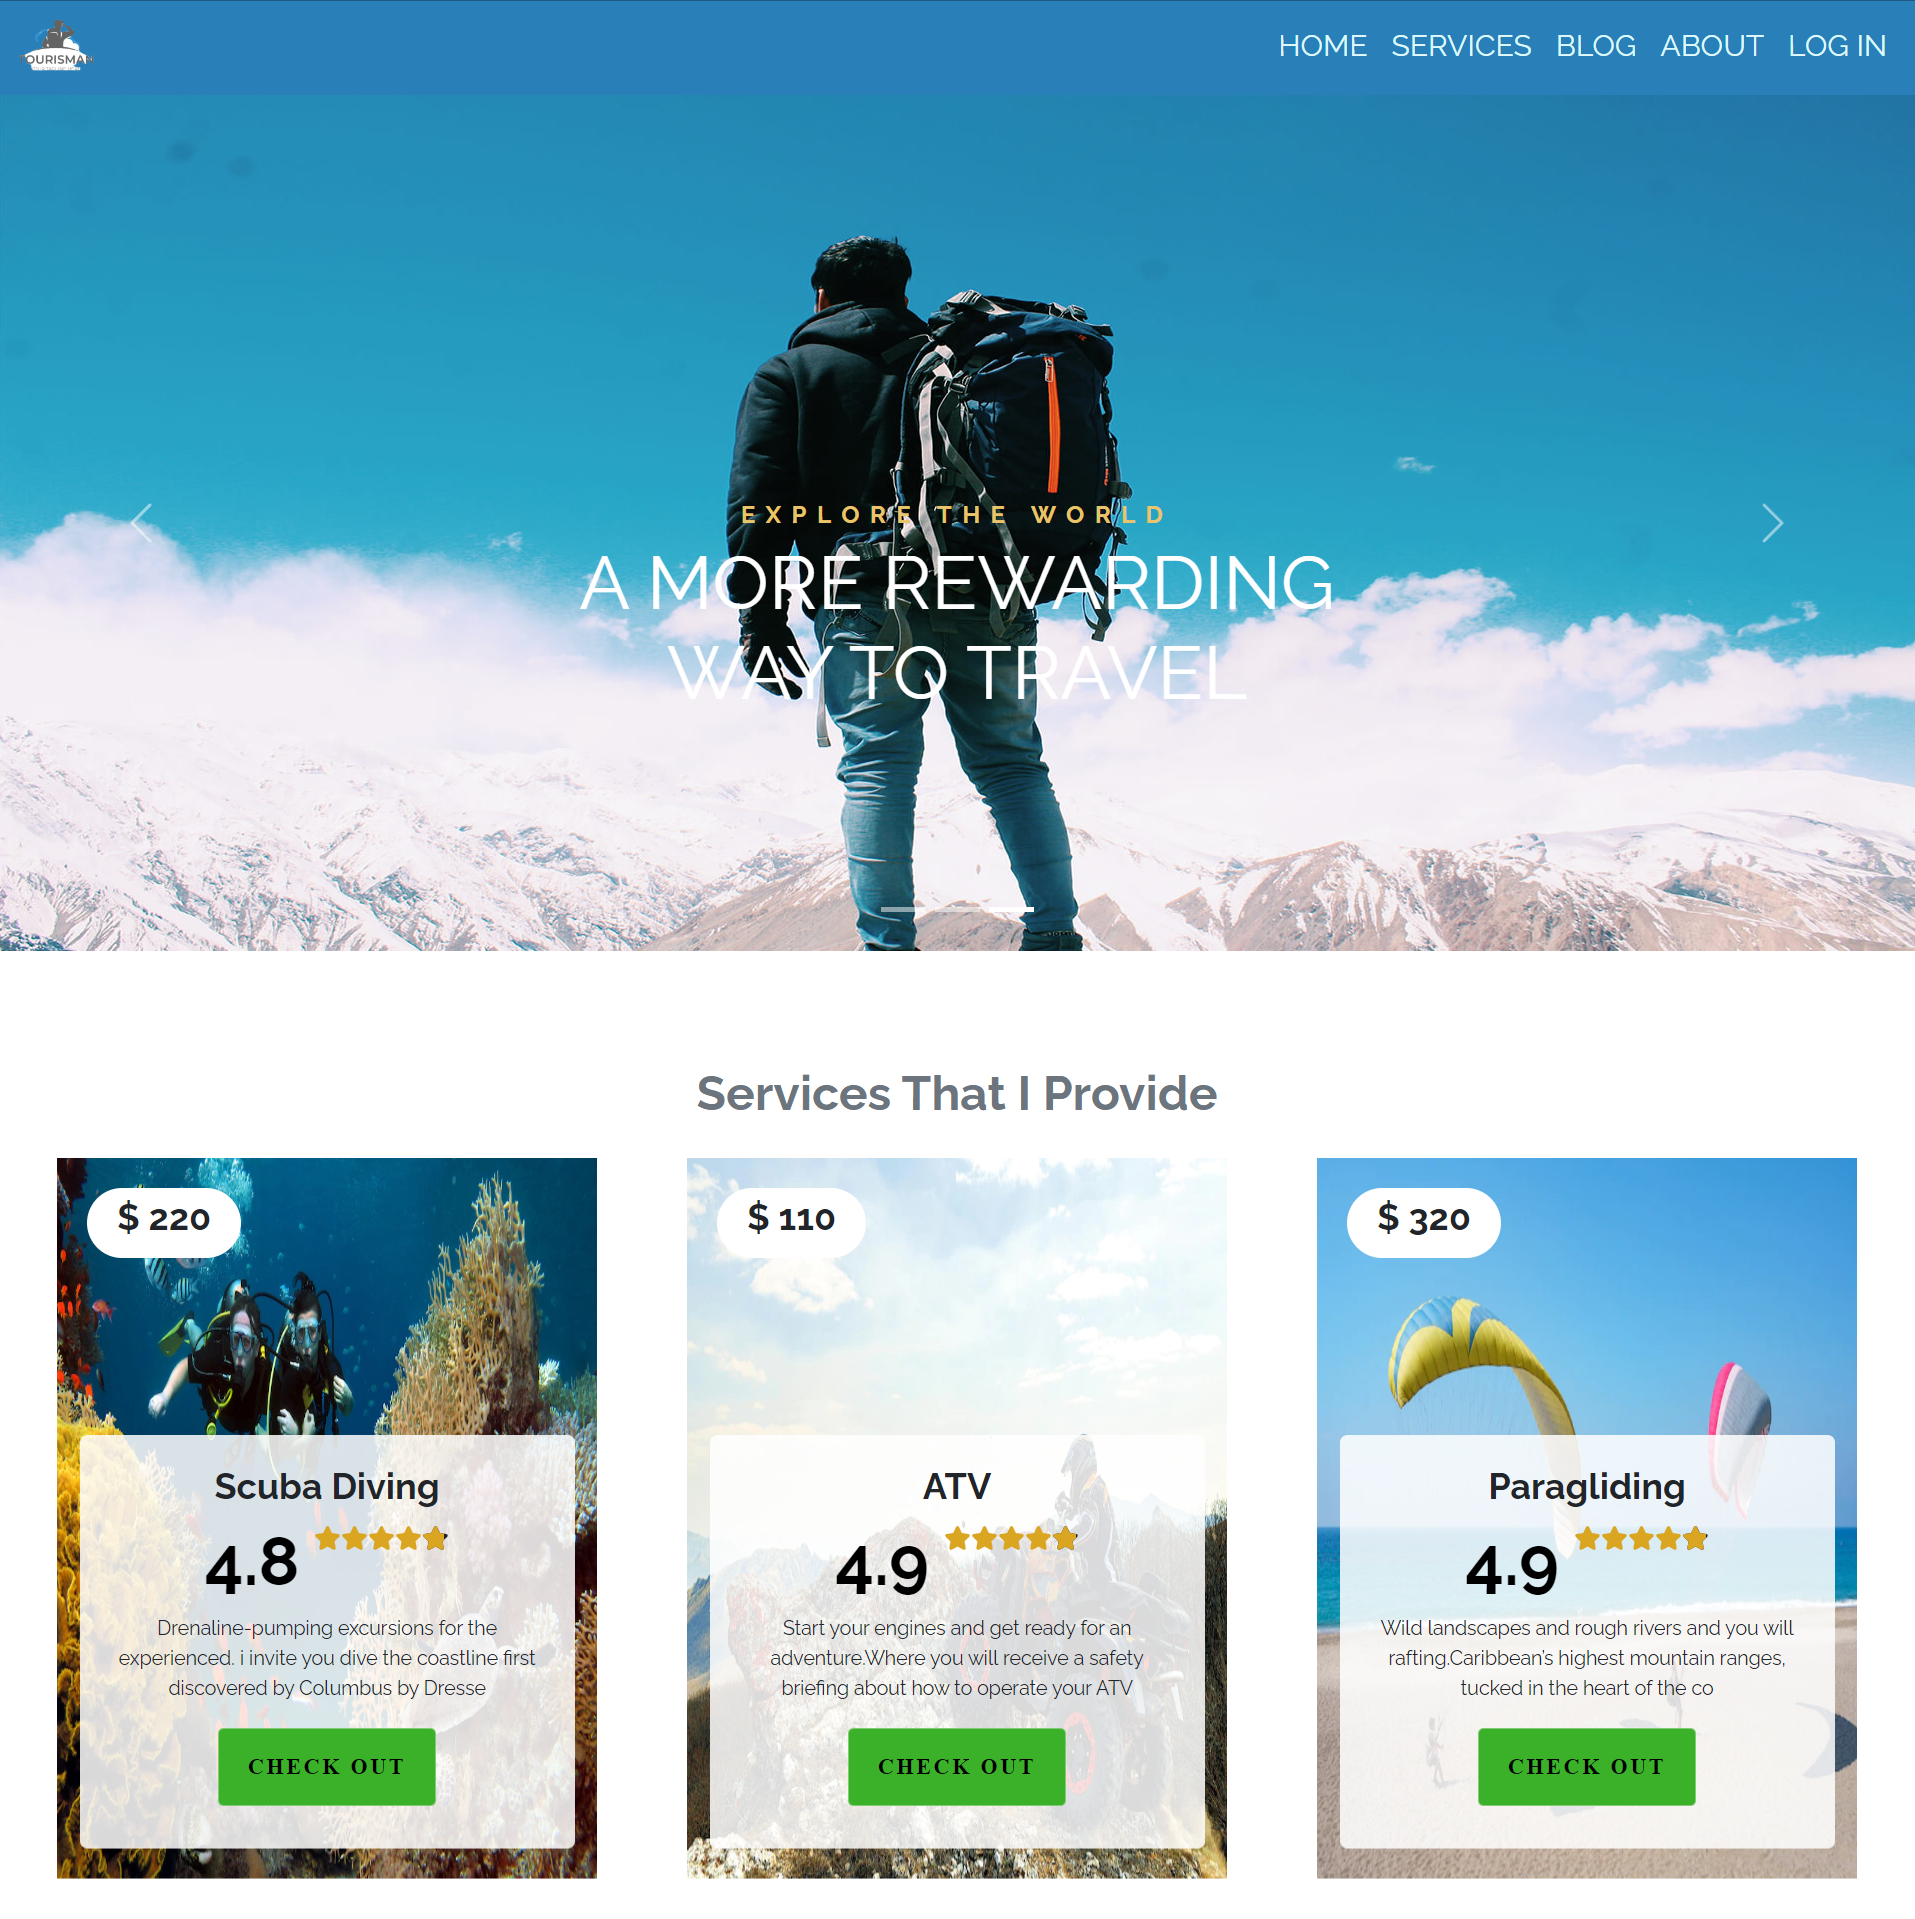 TOURISMAN
HOME SERVICES BLOG ABOUT LOG IN
EXPLORE THE WORLD
A MORE REWARDING
WAY TO TRAVEL
Services That I Provide
$ 220
Scuba Diving
4.8
Drenaline-pumping excursions for the
experienced. i invite you dive the coastline first
discovered by Columbus by Dresse
CHECK OUT
$ 110
ATV
4.9
Start your engines and get ready for an
adventure.Where you will receive a safety
briefing about how to operate your ATV
CHECK OUT
$ 320
Paragliding
4.9
Wild landscapes and rough rivers and you will
rafting.Caribbean's highest mountain ranges,
tucked in the heart of the co
CHECK OUT